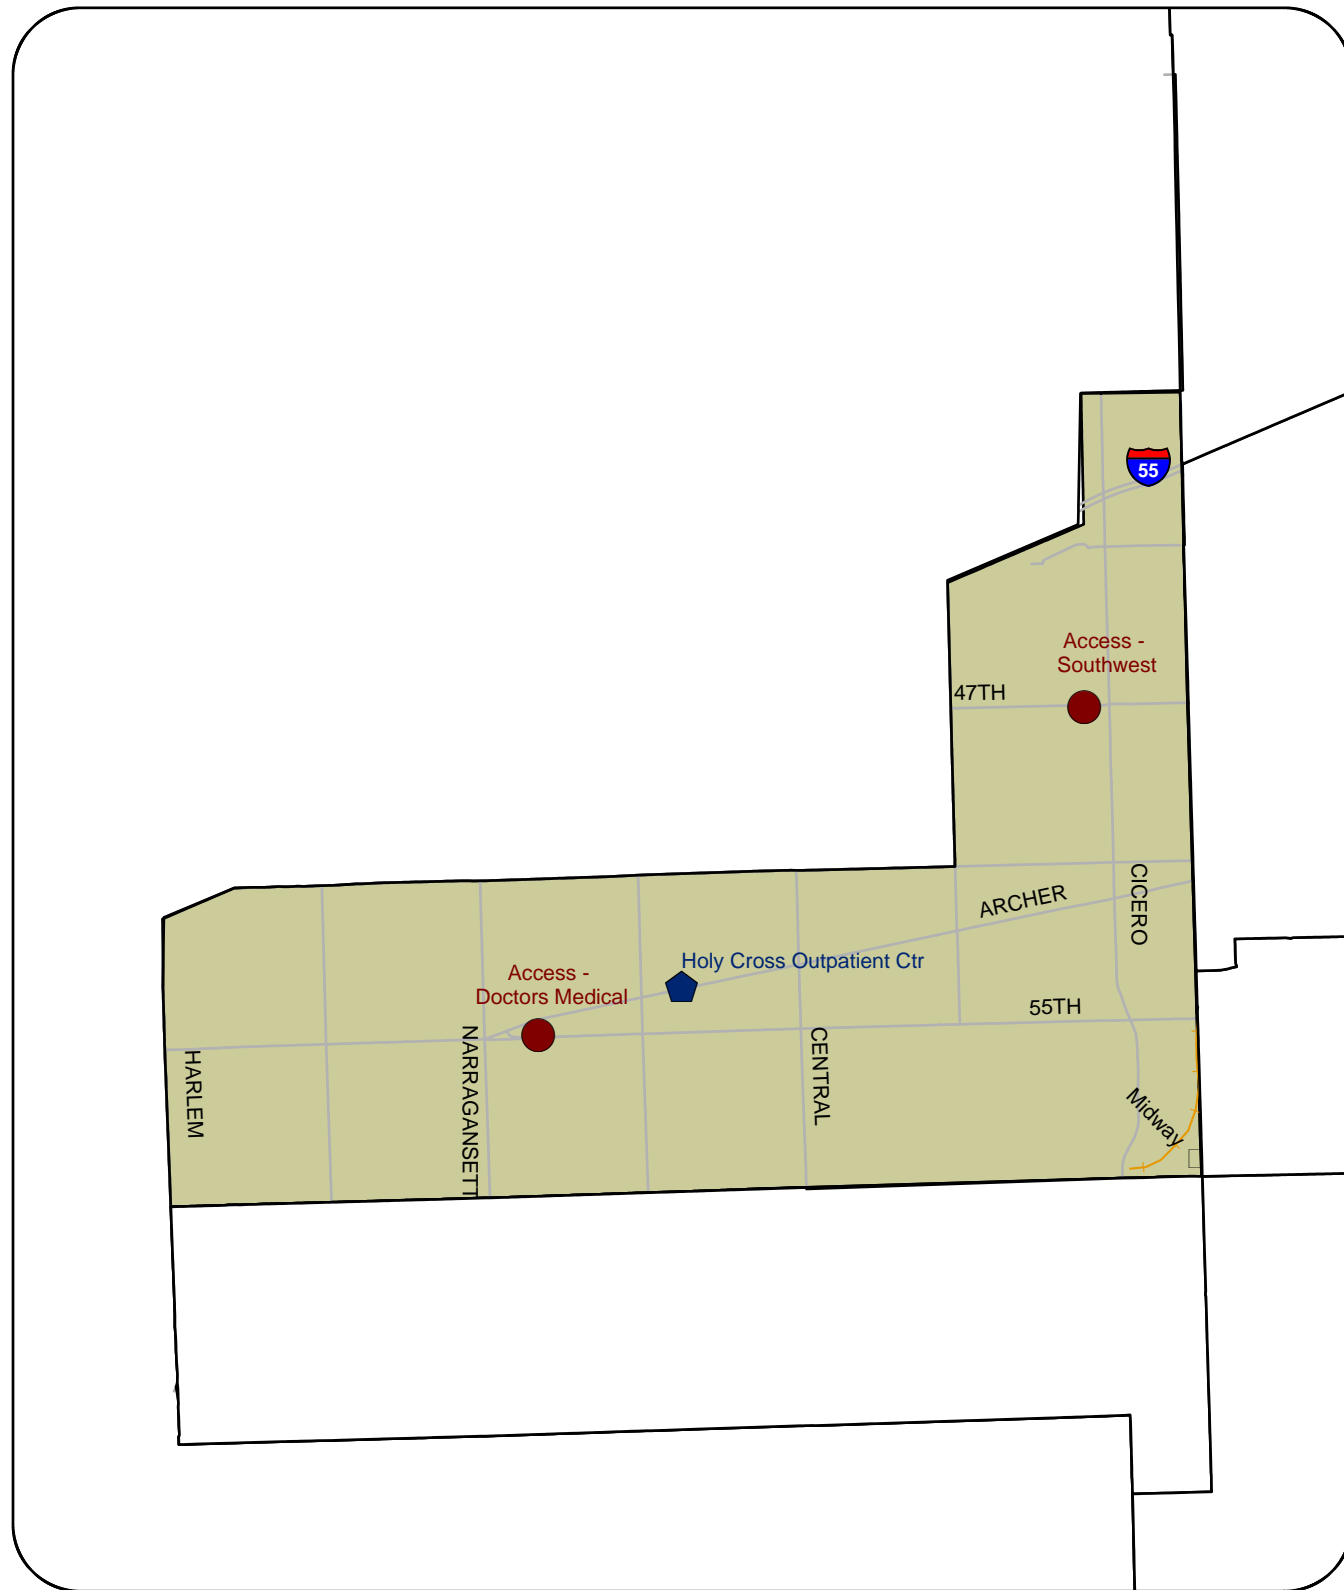 55
Access -
Southwest
47TH
CICERO
ARCHER
Holy Cross Outpatient Ctr
Access -
Doctors Medical
55TH
HARLEM
NARRAGANSETT
CENTRAL
Midway